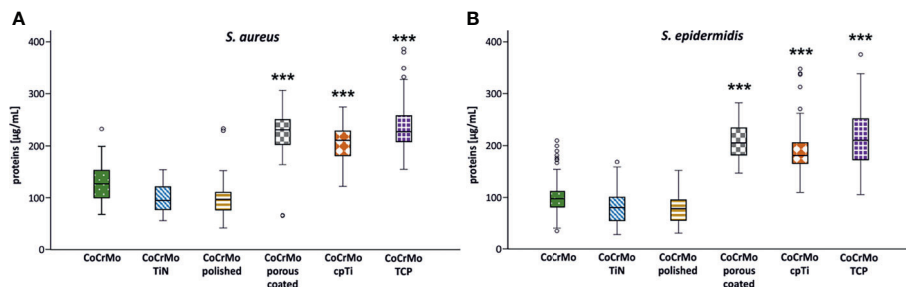 A
S. aureus
proteins [µg/mL]
400
300
200
100
0
***
***
***
CoCrMo
CoCrMo
TiN
CoCrMo
polished
CoCrMo
porous
coated
CoCrMo
cpTi
CoCrMo
TCP
B
S. epidermidis
proteins [µg/mL]
400
300
200
100
0
***
***
***
CoCrMo
CoCrMo
TiN
CoCrMo
polished
CoCrMo
porous
coated
CoCrMo
cpTi
CoCrMo
TCP